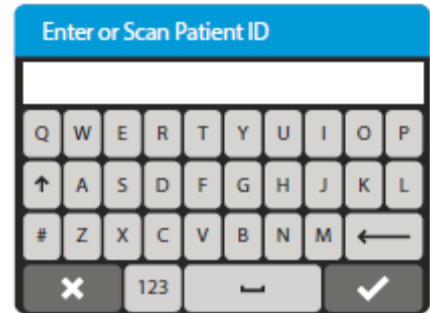 Enter or Scan Patient ID
Q W E R T Y U I O P
↑ A S D F G H J K L
# Z X C V B N M ←
✖ 123 ⎵ ✔